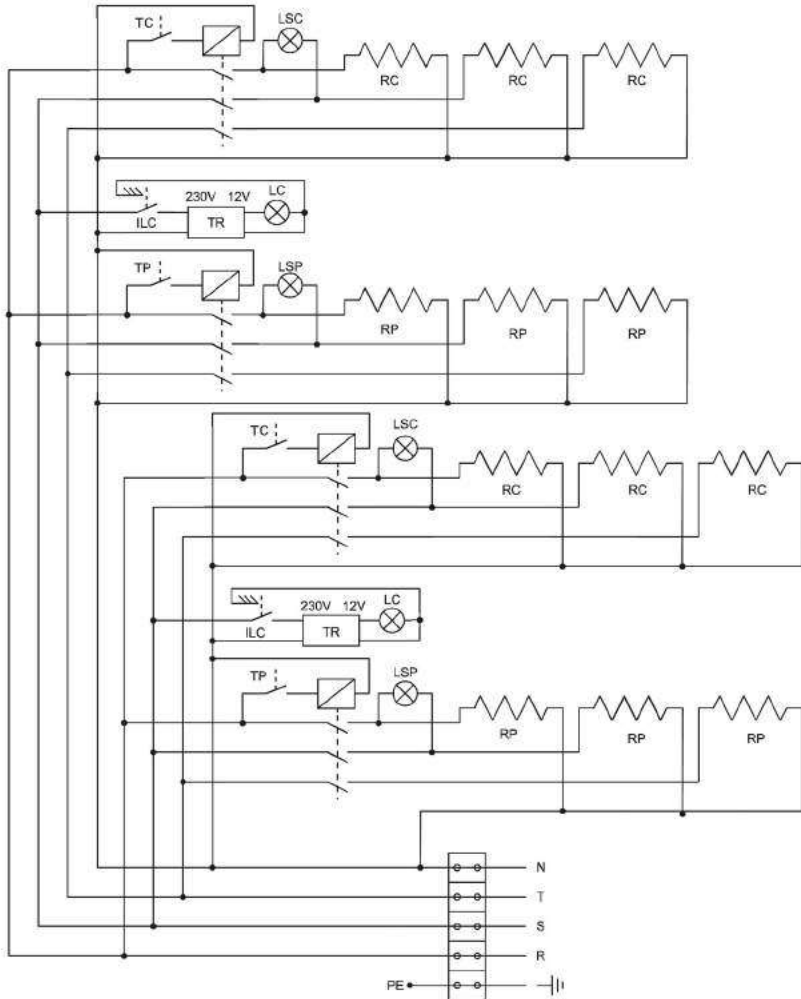 TC
LSC
RC
RC
RC
230V 12V
LC
ILC
TR
TP
LSP
RP
RP
RP
TC
LSC
RC
RC
RC
230V 12V
LC
ILC
TR
TP
LSP
RP
RP
RP
N
T
S
R
PE